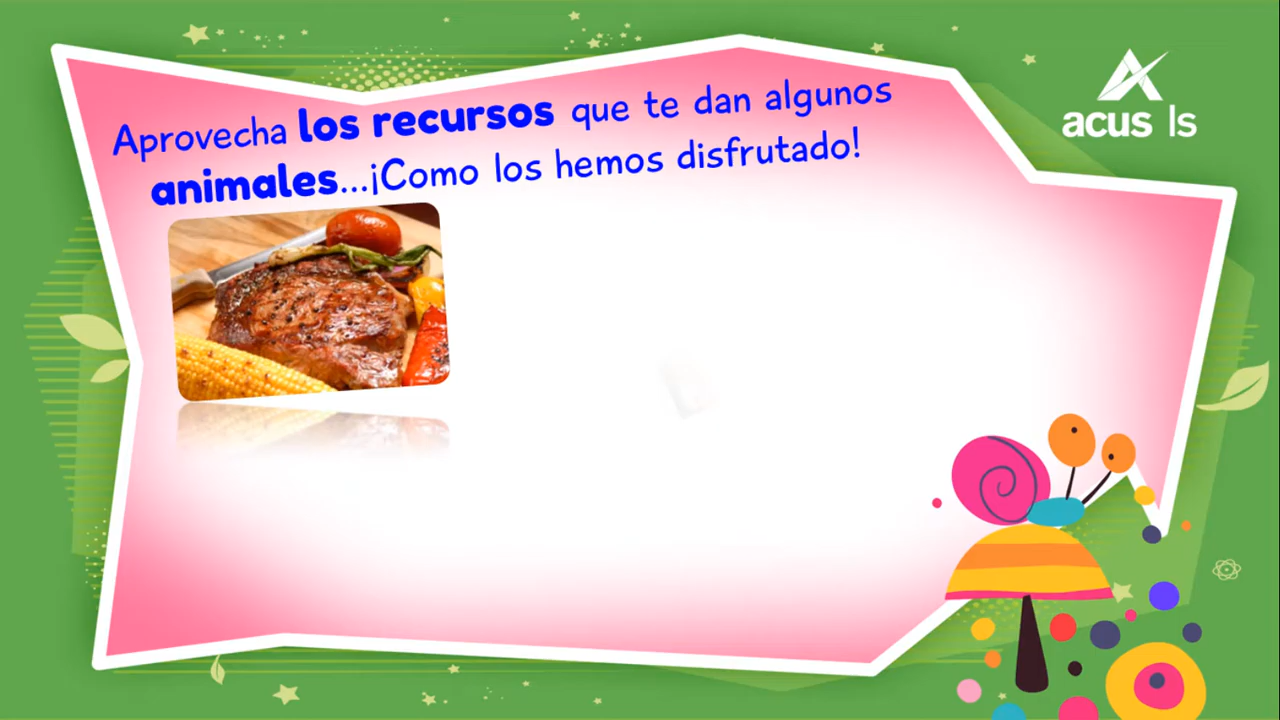 Aprovecha los recursos que te dan algunos
animales...¡Como los hemos disfrutado!
acus ls